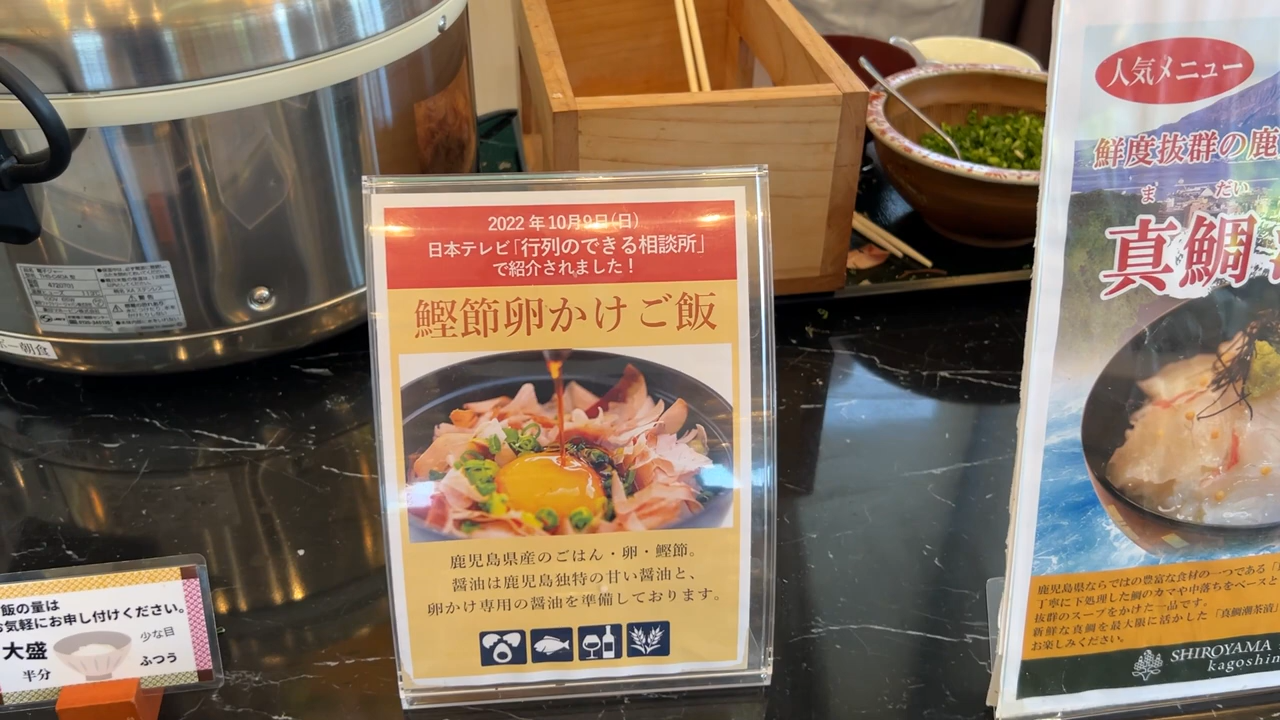 2022年10月9日(日)
日本テレビ「行列のできる相談所」
で紹介されました!
鰹節卵かけご飯
鹿児島県産のごはん・卵・鰹節。
醤油は鹿児島独特の甘い醤油と、
卵かけ専用の醤油を準備しております。
飯の量は
お気軽にお申し付けください。
大盛
少な目
半分
ふつう
朝食
人気メニュー
鮮度抜群の鹿
ま だい
真鯛
鹿児島県ならではの豊富な食材の一つである「
丁寧に下処理した鯛のカマや中落ちをベースと
抜群のスープをかけた一品です。
新鮮な真鯛を最大限に活かした「真鯛潮茶漬
お楽しみください。
SHIROYAMA
kagoshim